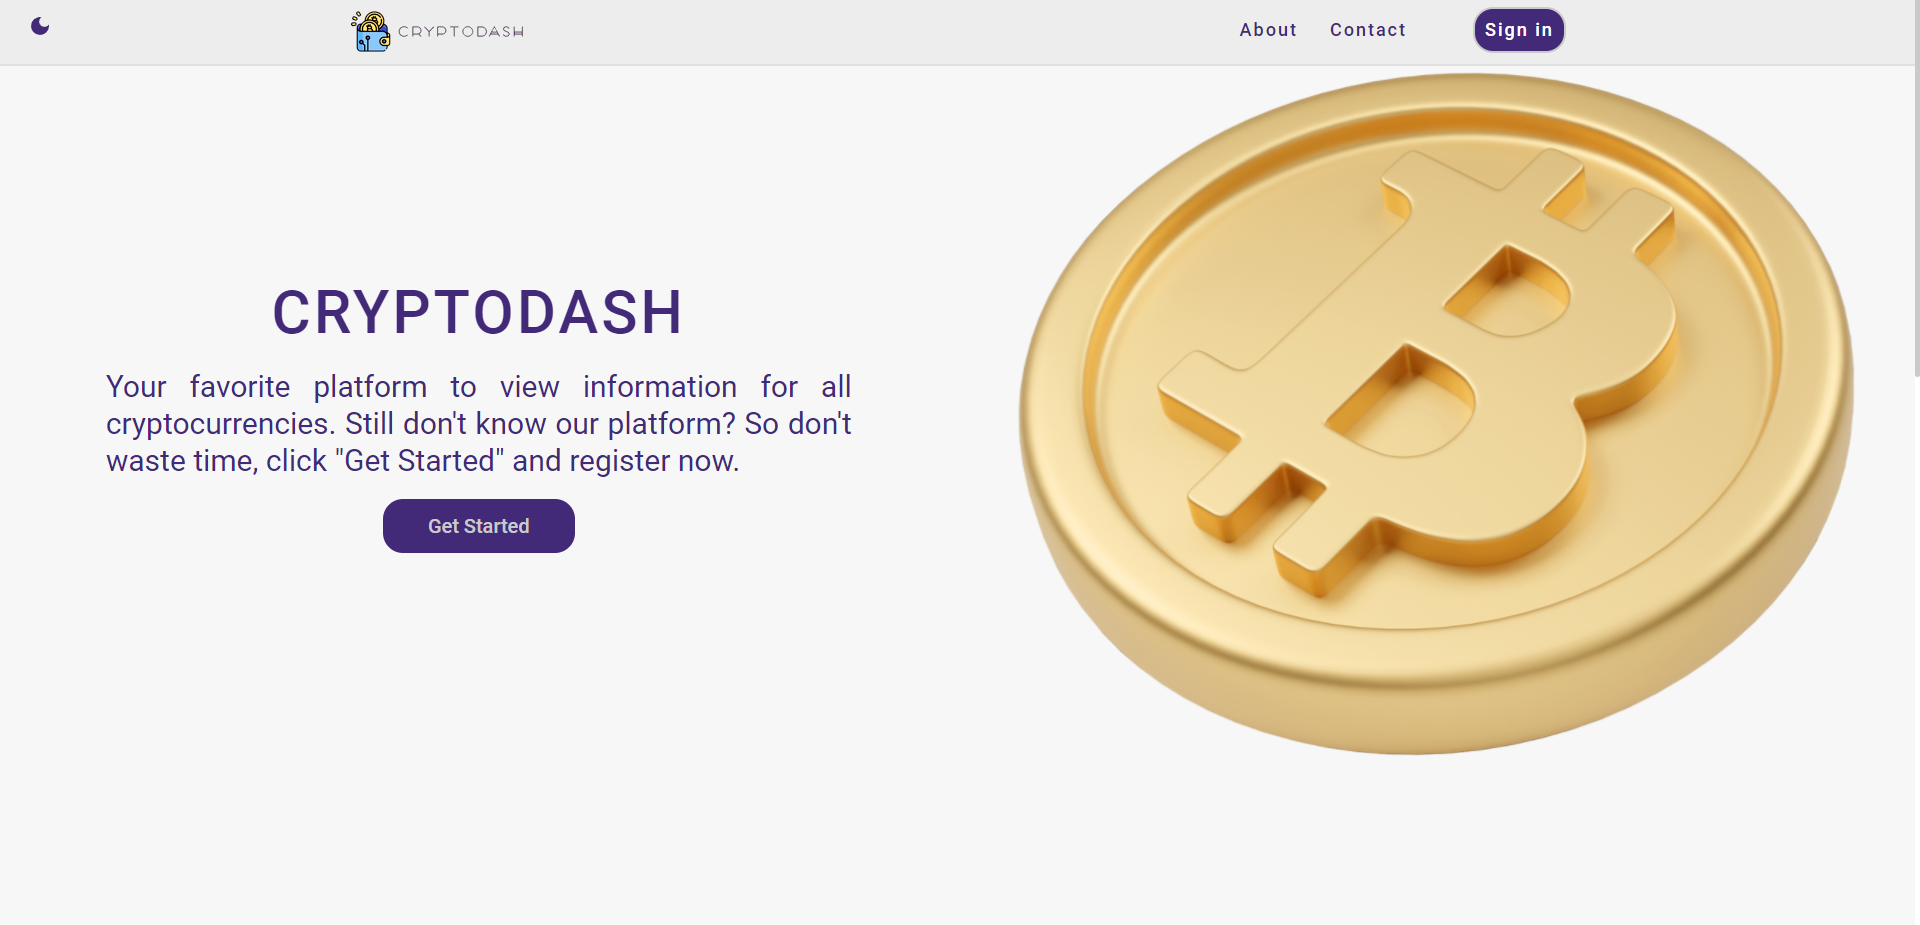 CRYPTODASH
About
Contact
Sign in
CRYPTODASH
Your favorite platform to view information for all
cryptocurrencies. Still don't know our platform? So don't
waste time, click "Get Started" and register now.
Get Started